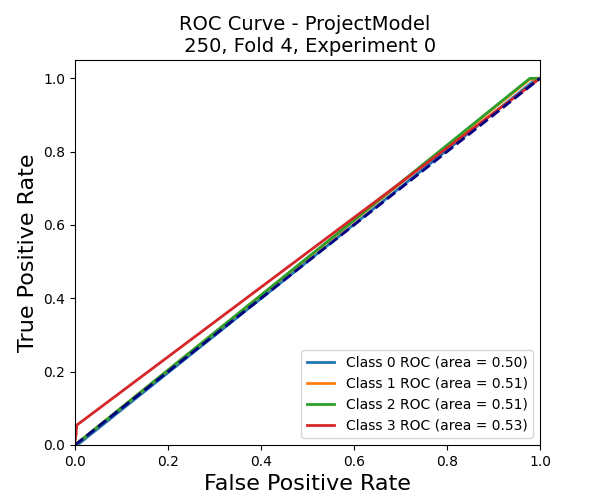 ROC Curve - ProjectModel
250, Fold 4, Experiment 0
True Positive Rate
1.0
0.8
0.6
0.4
0.2
0.0
Class 0 ROC (area = 0.50)
Class 1 ROC (area = 0.51)
Class 2 ROC (area = 0.51)
Class 3 ROC (area = 0.53)
0.0 0.2 0.4 0.6 0.8 1.0
False Positive Rate